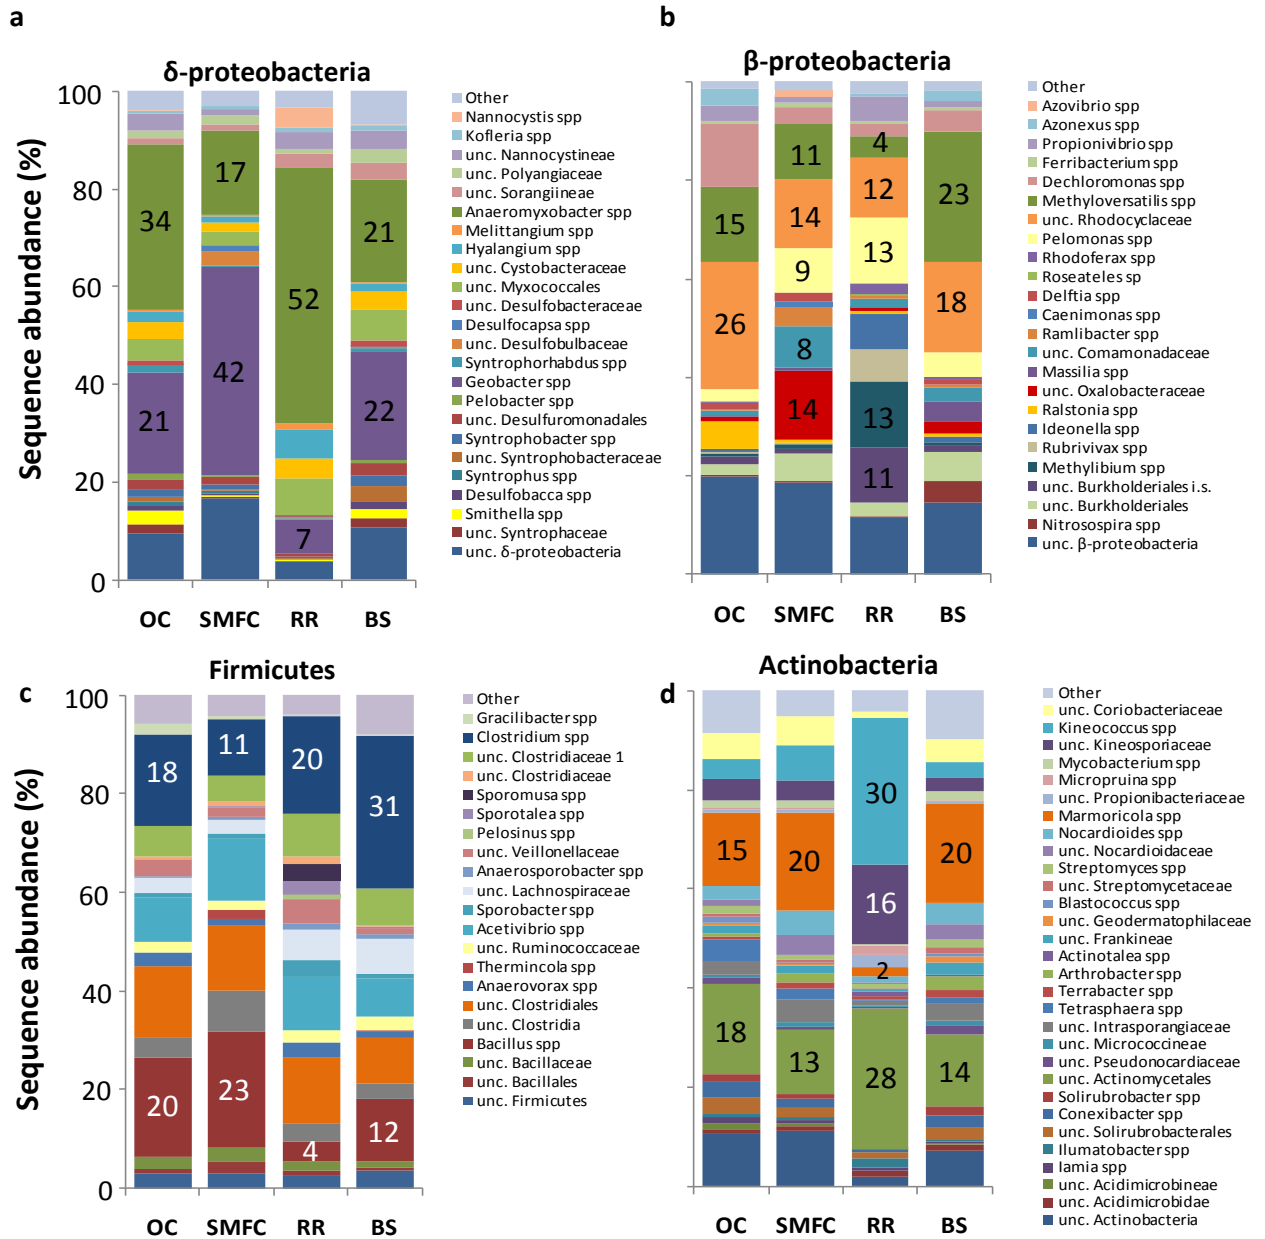 a
δ-proteobacteria
Sequence abundance (%)
100
80
60
40
20
0
34
21
17
42
52
7
21
22
OC SMFC RR BS
Other
Nannocystis spp
Kofleria spp
unc. Nannocystineae
unc. Polyangiaceae
unc. Sorangiineae
Anaeromyxobacter spp
Melittangium spp
Hyalangium spp
unc. Cystobacteraceae
unc. Myxococcales
unc. Desulfobacteraceae
Desulfocapsa spp
unc. Desulfobulbaceae
Syntrophorhabdus spp
Geobacter spp
Pelobacter spp
unc. Desulfuromonadales
Syntrophobacter spp
unc. Syntrophobacteraceae
Syntrophus spp
Desulfobacca spp
Smithella spp
unc. Syntrophaceae
unc. δ-proteobacteria
b
β-proteobacteria
15
26
11
14
9
8
14
4
12
13
13
11
23
18
OC SMFC RR BS
Other
Azovibrio spp
Azonexus spp
Propionivibrio spp
Ferribacterium spp
Dechloromonas spp
Methyloversatilis spp
unc. Rhodocyclaceae
Pelomonas spp
Rhodoferax spp
Roseateles sp
Delftia spp
Caenimonas spp
Ramlibacter spp
unc. Comamonadaceae
Massilia spp
unc. Oxalobacteraceae
Ralstonia spp
Ideonella spp
Rubrivivax spp
Methylibium spp
unc. Burkholderiales i.s.
unc. Burkholderiales
Nitrosospira spp
unc. β-proteobacteria
c
Firmicutes
Sequence abundance (%)
100
80
60
40
20
0
18
20
11
23
20
4
31
12
OC SMFC RR BS
Other
Gracilibacter spp
Clostridium spp
unc. Clostridiaceae 1
unc. Clostridiaceae
Sporomusa spp
Sporotalea spp
Pelosinus spp
unc. Veillonellaceae
Anaerosporobacter spp
unc. Lachnospiraceae
Sporobacter spp
Acetivibrio spp
unc. Ruminococcaceae
Thermincola spp
Anaerovorax spp
unc. Clostridiales
unc. Clostridia
Bacillus spp
unc. Bacillaceae
unc. Bacillales
unc. Firmicutes
d
Actinobacteria
15
18
20
13
30
16
2
28
20
14
OC SMFC RR BS
Other
unc. Coriobacteriaceae
Kineococcus spp
unc. Kineosporiaceae
Mycobacterium spp
Micropruina spp
unc. Propionibacteriaceae
Marmoricola spp
Nocardioides spp
unc. Nocardioidaceae
Streptomyces spp
unc. Streptomycetaceae
Blastococcus spp
unc. Geodermatophilaceae
unc. Frankineae
Actinotalea spp
Arthrobacter spp
Terrabacter spp
Tetrasphaera spp
unc. Intrasporangiaceae
unc. Micrococcineae
unc. Pseudonocardiaceae
unc. Actinomycetales
Solirubrobacter spp
Conexibacter spp
unc. Solirubrobacterales
Ilumatobacter spp
Iamia spp
unc. Acidimicrobineae
unc. Acidimicrobidae
unc. Actinobacteria